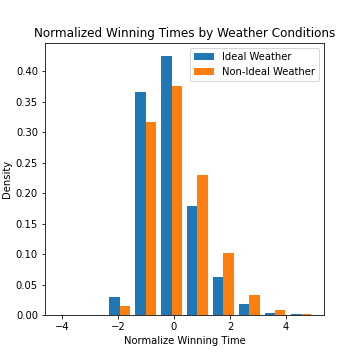 Normalized Winning Times by Weather Conditions
Ideal Weather
Non-Ideal Weather
0.40
0.35
0.30
0.25
0.20
0.15
0.10
0.05
0.00
Density
-4 -2 0 2 4
Normalize Winning Time